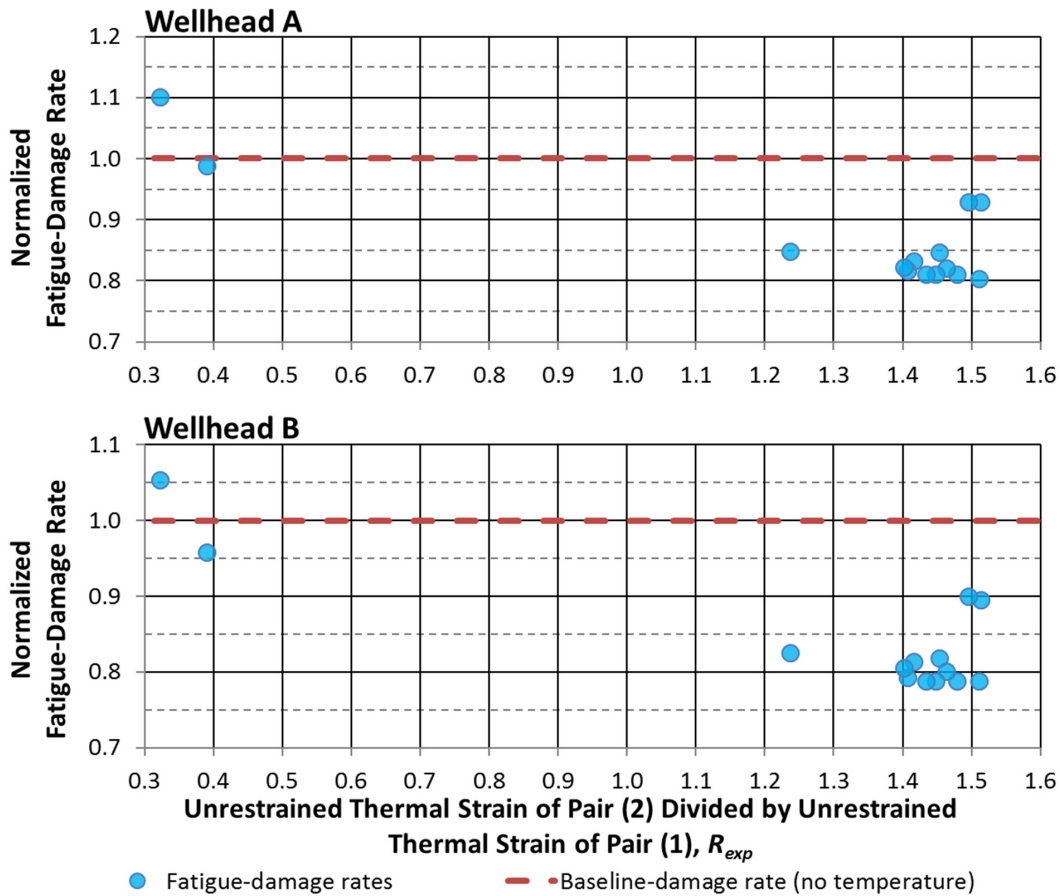 Wellhead A
Normalized
Fatigue-Damage Rate
1.2
1.1
1.0
0.9
0.8
0.7
0.3 0.4 0.5 0.6 0.7 0.8 0.9 1.0 1.1 1.2 1.3 1.4 1.5 1.6
Wellhead B
Normalized
Fatigue-Damage Rate
1.1
1.0
0.9
0.8
0.7
0.3 0.4 0.5 0.6 0.7 0.8 0.9 1.0 1.1 1.2 1.3 1.4 1.5 1.6
Unrestrained Thermal Strain of Pair (2) Divided by Unrestrained
Thermal Strain of Pair (1), R_exp
Fatigue-damage rates
Baseline-damage rate (no temperature)